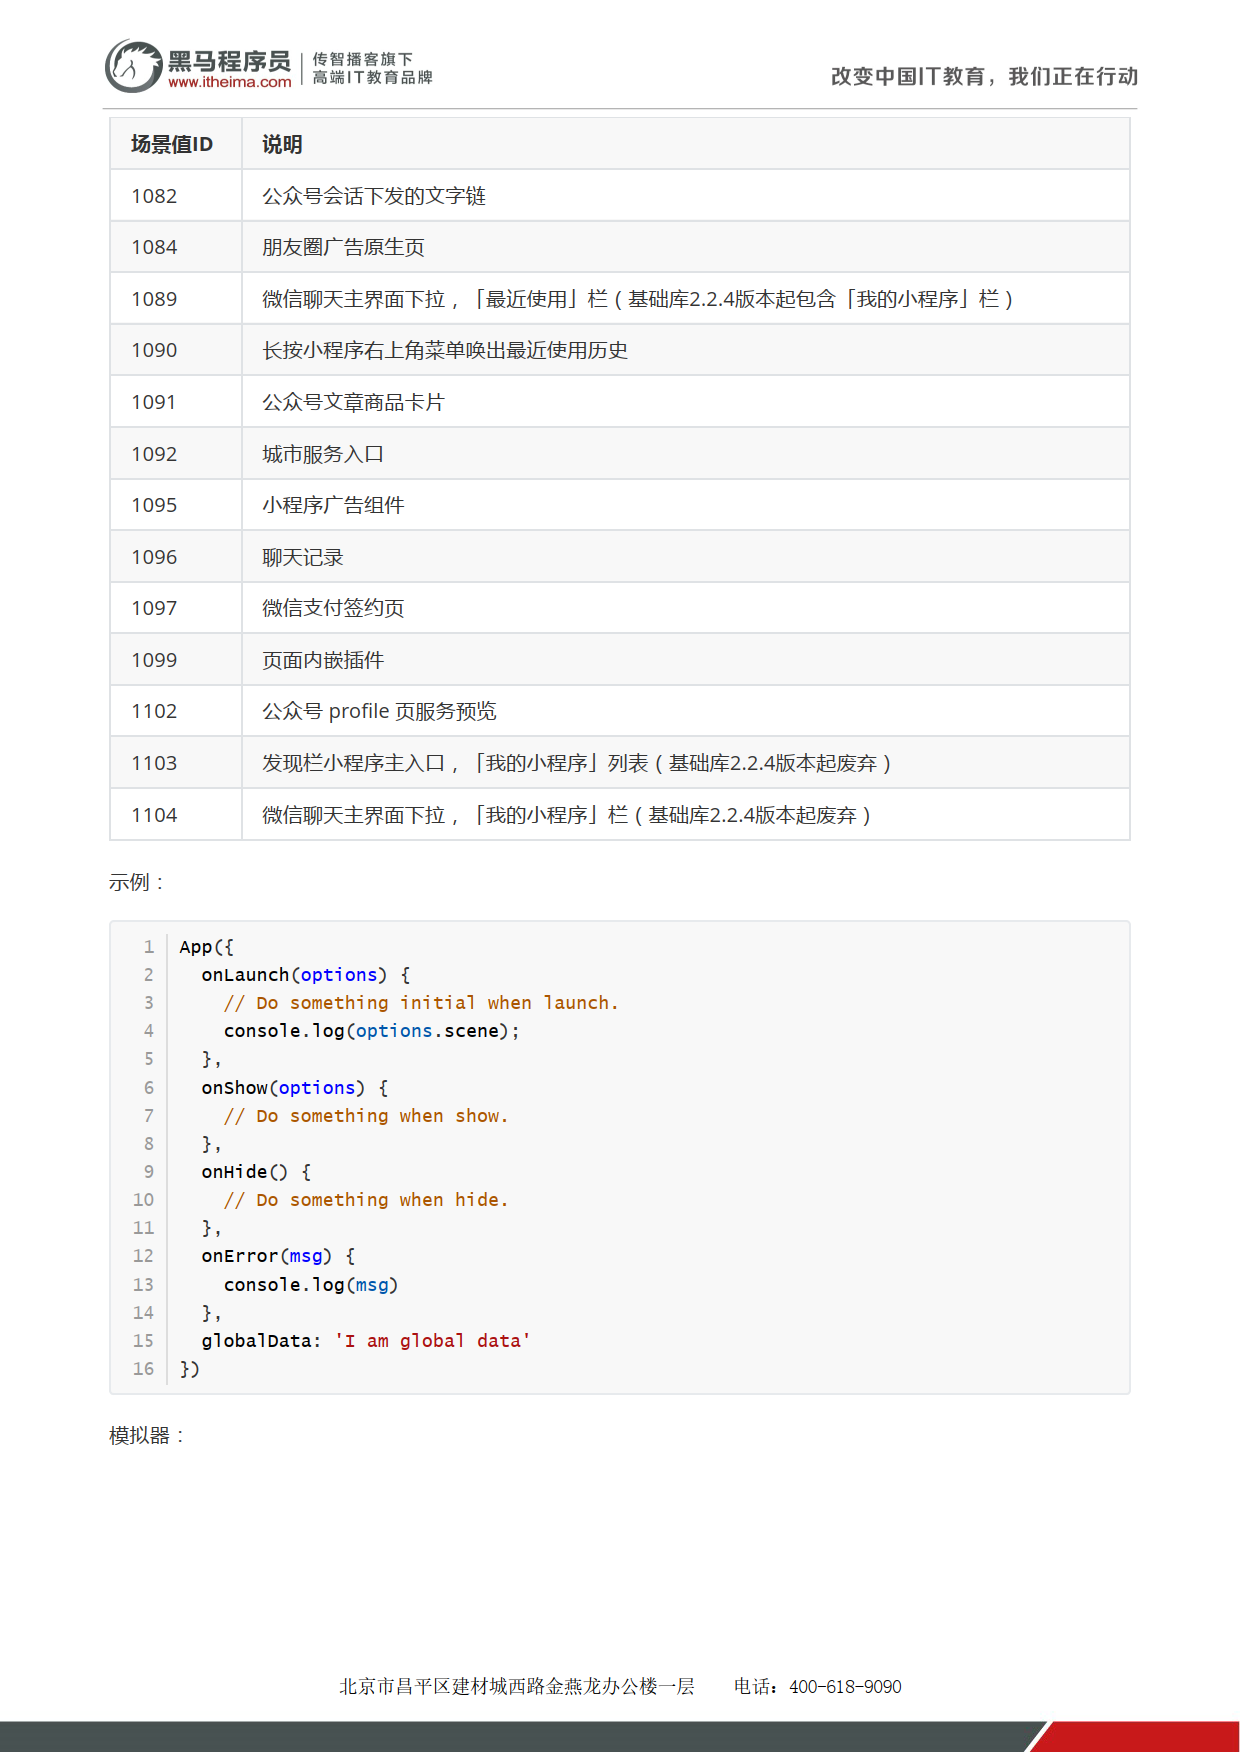 黑马程序员
www.itheima.com
传智播客旗下
高端IT教育品牌
改变中国IT教育，我们正在行动
场景值ID 说明
1082 公众号会话下发的文字链
1084 朋友圈广告原生页
1089 微信聊天主界面下拉，「最近使用」栏（基础库2.2.4版本起包含「我的小程序」栏）
1090 长按小程序右上角菜单唤出最近使用历史
1091 公众号文章商品卡片
1092 城市服务入口
1095 小程序广告组件
1096 聊天记录
1097 微信支付签约页
1099 页面内嵌插件
1102 公众号 profile 页服务预览
1103 发现栏小程序主入口，「我的小程序」列表（基础库2.2.4版本起废弃）
1104 微信聊天主界面下拉，「我的小程序」栏（基础库2.2.4版本起废弃）
示例：
1 App({
2   onLaunch(options) {
3     // Do something initial when launch.
4     console.log(options.scene);
5   },
6   onShow(options) {
7     // Do something when show.
8   },
9   onHide() {
10     // Do something when hide.
11   },
12   onError(msg) {
13     console.log(msg)
14   },
15   globalData: 'I am global data'
16 })
模拟器：
北京市昌平区建材城西路金燕龙办公楼一层 电话：400-618-9090